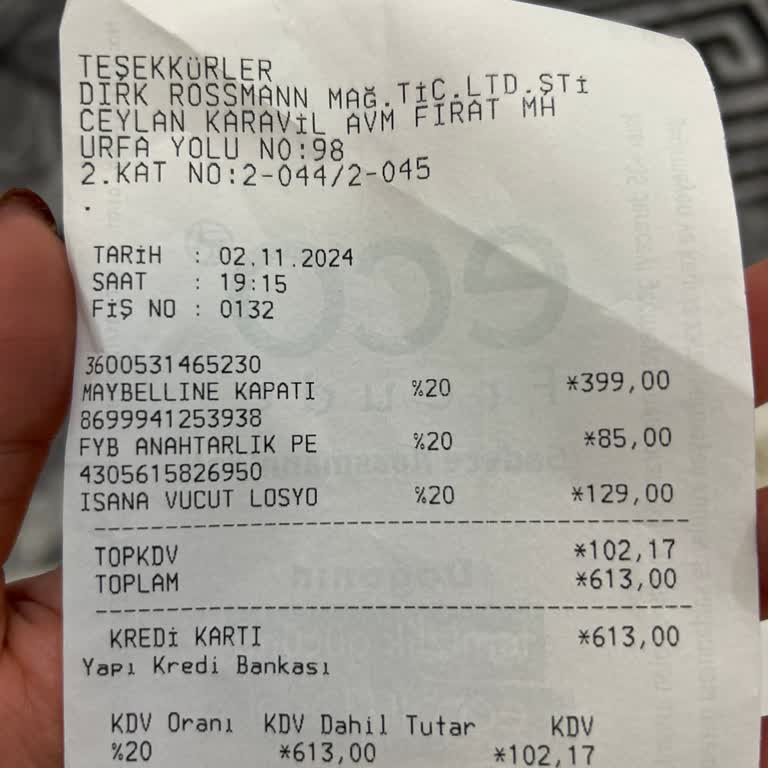 TEŞEKKÜRLER
DIRK ROSSMANN MAĞ.TİC.LTD.ŞTİ
CEYLAN KARAVİL AVM FIRAT MH
URFA YOLU NO:98
2.KAT NO:2-044/2-045
.
TARİH : 02.11.2024
SAAT : 19:15
FİŞ NO : 0132
3600531465230
MAYBELLINE KAPATI %20 *399,00
8699941253938
FYB ANAHTARLIK PE %20 *85,00
4305615826950
ISANA VUCUT LOSYO %20 *129,00
TOPKDV *102,17
TOPLAM *613,00
KREDİ KARTI *613,00
Yapı Kredi Bankası
KDV Oranı KDV Dahil Tutar KDV
%20 *613,00 *102,17